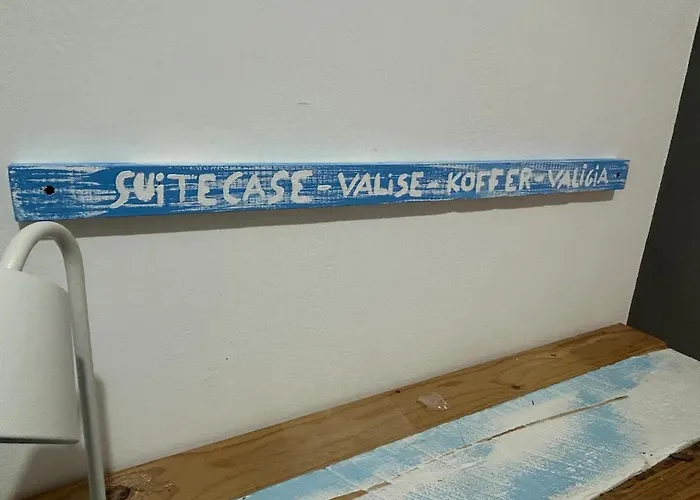 SUiTECASE - VALiSE - KOFFER - VALiGiA